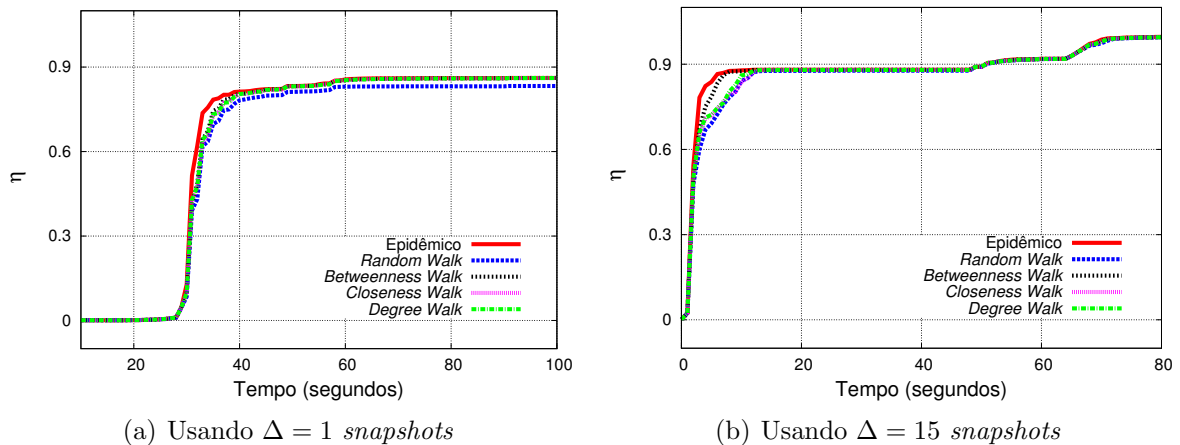 0.9
0.6
η
0.3
0
Epidêmico
Random Walk
Betweenness Walk
Closeness Walk
Degree Walk
20 40 60 80 100
Tempo (segundos)
(a) Usando Δ = 1 snapshots
0.9
0.6
η
0.3
0
Epidêmico
Random Walk
Betweenness Walk
Closeness Walk
Degree Walk
0 20 40 60 80
Tempo (segundos)
(b) Usando Δ = 15 snapshots